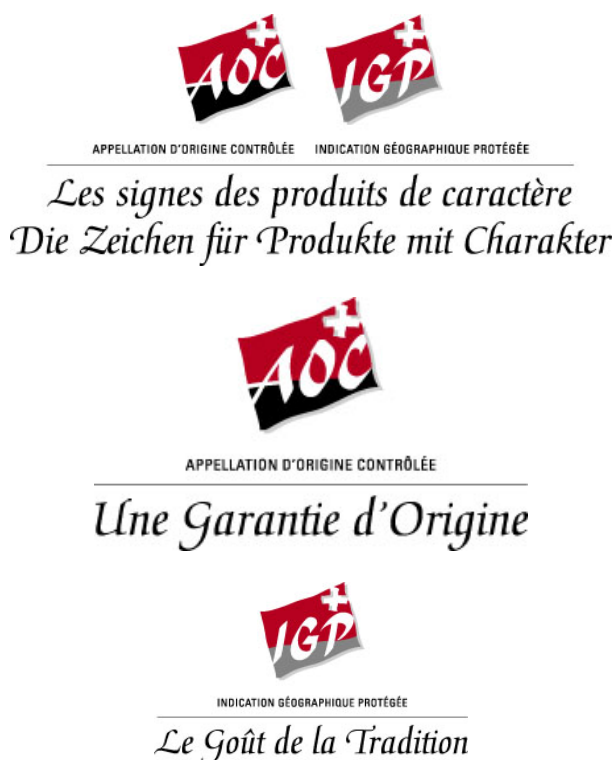 AOC IGP
APPELLATION D'ORIGINE CONTRÔLÉE INDICATION GÉOGRAPHIQUE PROTÉGÉE
Les signes des produits de caractère
Die Zeichen für Produkte mit Charakter
AOC
APPELLATION D'ORIGINE CONTRÔLÉE
Une Garantie d'Origine
IGP
INDICATION GÉOGRAPHIQUE PROTÉGÉE
Le Goût de la Tradition